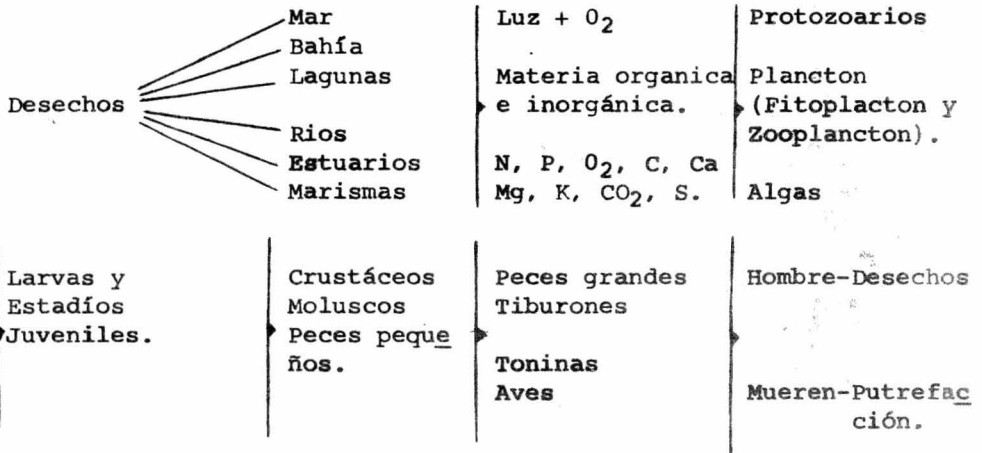 Desechos
Mar
Bahía
Lagunas
Rios
Estuarios
Marismas
Luz + O2
Materia organica
e inorgánica.
N, P, O2, C, Ca
Mg, K, CO2, S.
Protozoarios
Plancton
(Fitoplacton y
Zooplancton).
Algas
Larvas y
Estadíos
Juveniles.
Crustáceos
Moluscos
Peces peque
ños.
Peces grandes
Tiburones
Toninas
Aves
Hombre-Desechos
Mueren-Putrefac
ción.